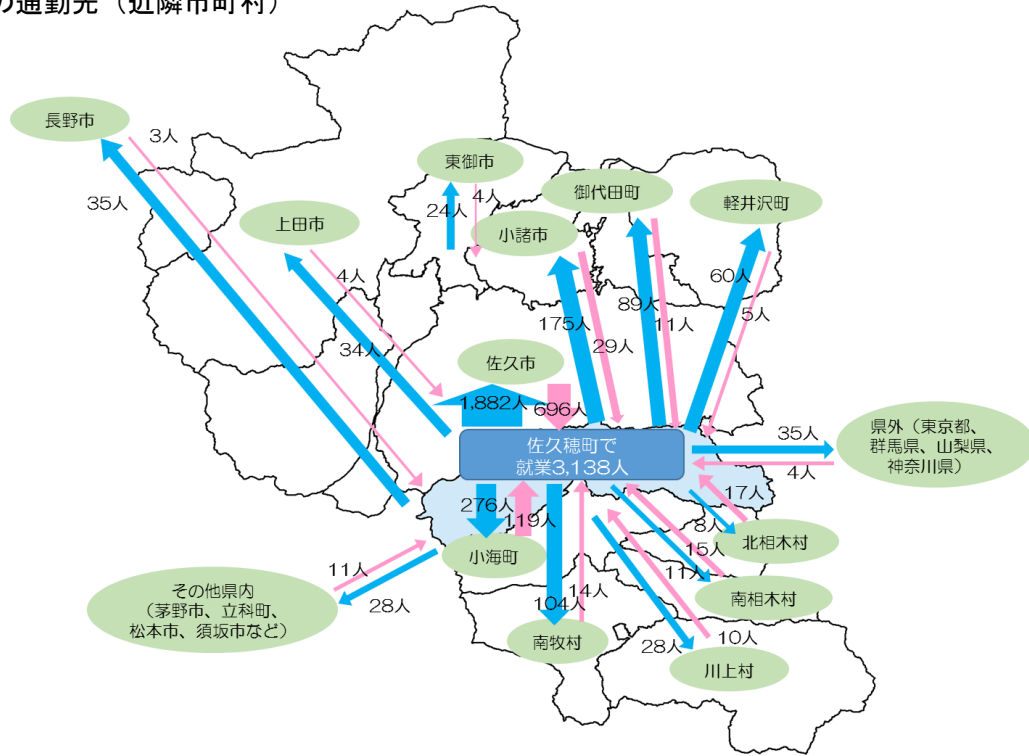 の通勤先（近隣市町村）
長野市
3人
35人
東御市
4人
24人
御代田町
軽井沢町
上田市
小諸市
4人
34人
175人
29人
89人
11人
60人
5人
佐久市
1,882人
696人
佐久穂町で
就業3,138人
35人
4人
県外（東京都、
群馬県、山梨県、
神奈川県）
276人
119人
小海町
17人
8人
北相木村
15人
11人
南相木村
11人
28人
その他県内
（茅野市、立科町、
松本市、須坂市など）
14人
104人
南牧村
10人
28人
川上村